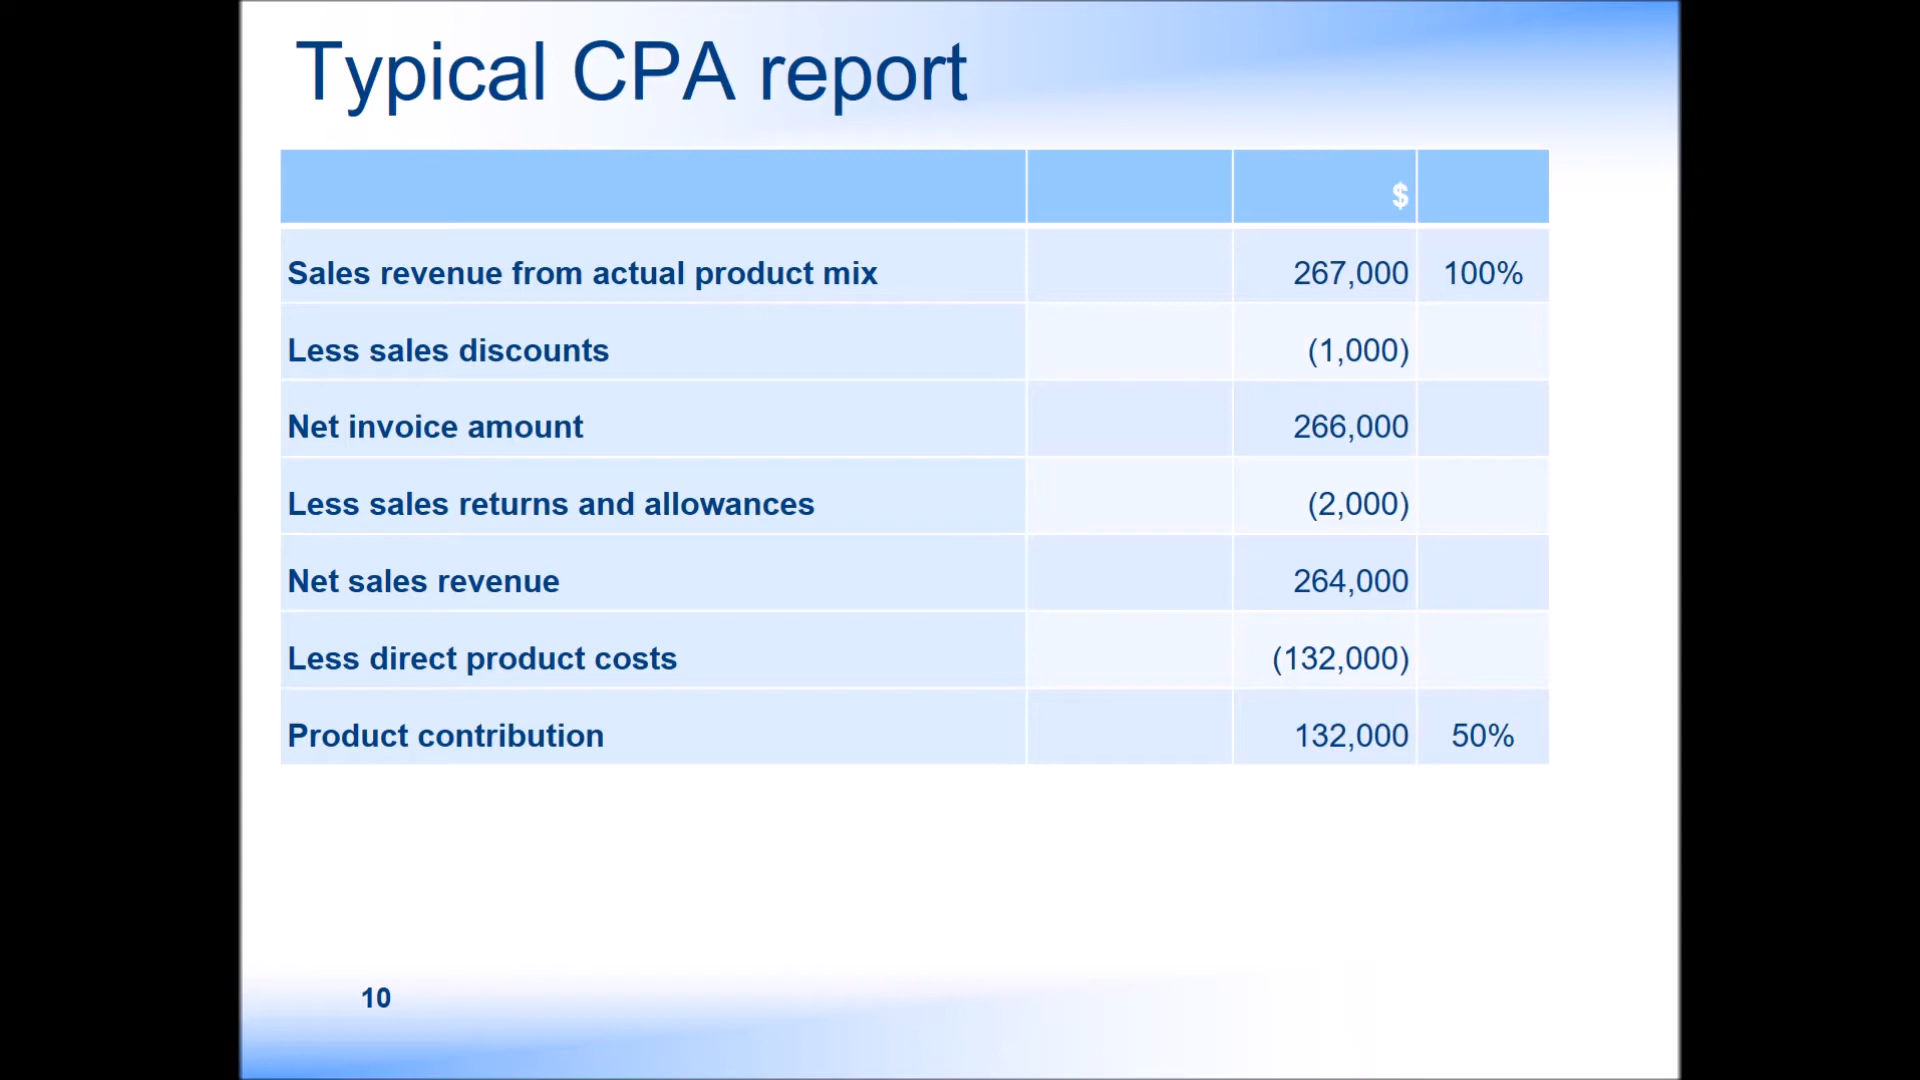 Typical CPA report
$
Sales revenue from actual product mix 267,000 100%
Less sales discounts (1,000)
Net invoice amount 266,000
Less sales returns and allowances (2,000)
Net sales revenue 264,000
Less direct product costs (132,000)
Product contribution 132,000 50%
10